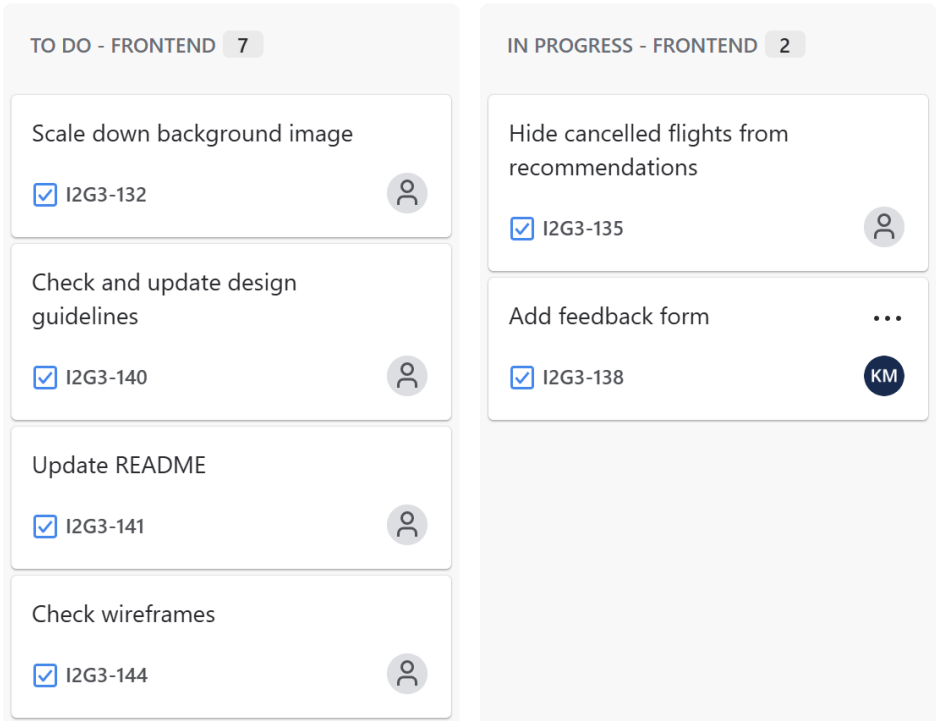 TO DO - FRONTEND 7
Scale down background image
I2G3-132
Check and update design
guidelines
I2G3-140
Update README
I2G3-141
Check wireframes
I2G3-144
IN PROGRESS - FRONTEND 2
Hide cancelled flights from
recommendations
I2G3-135
Add feedback form
I2G3-138
KM